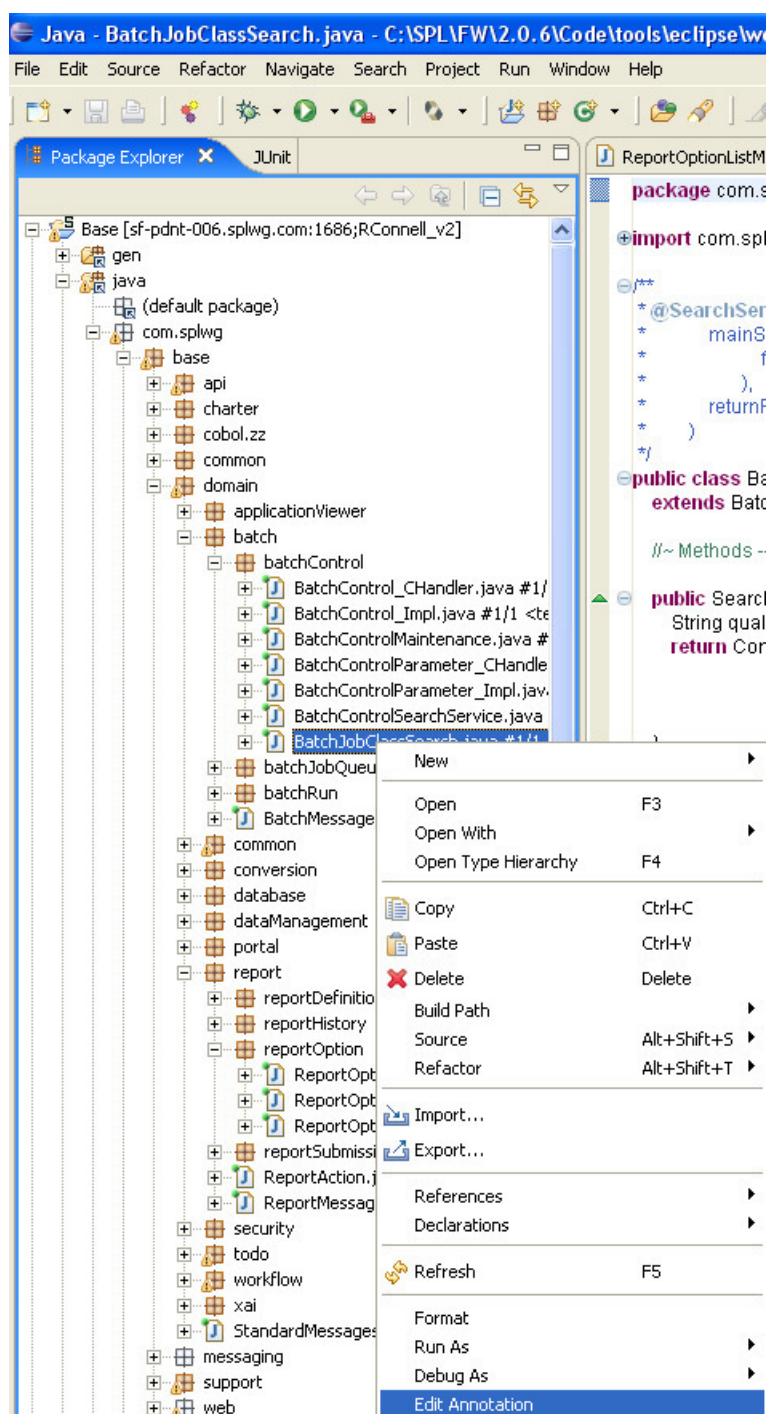 Java - BatchJobClassSearch.java - C:\SPL\FW\2.0.6\Code\tools\eclipse\
File Edit Source Refactor Navigate Search Project Run Window Help
Package Explorer JUnit
Base [sf-pdnt-006.splwg.com:1686;RConnell_v2]
gen
java
(default package)
com.splwg
base
api
charter
cobol.zz
common
domain
applicationViewer
batch
batchControl
BatchControl_CHandler.java #1/
BatchControl_Impl.java #1/1 <te
BatchControlMaintenance.java #
BatchControlParameter_CHandle
BatchControlParameter_Impl.jav
BatchControlSearchService.java
BatchJobClassSearch.java #1/1
batchJobQueu
batchRun
BatchMessage
common
conversion
database
dataManagement
portal
report
reportDefinitio
reportHistory
reportOption
ReportOpt
ReportOpt
ReportOpt
reportSubmissi
ReportAction.j
ReportMessag
security
todo
workflow
xai
StandardMessages
messaging
support
web
ReportOptionListM
package com.s
import com.spl
/**
* @SearchSer
* mainS
* f
* ),
* returnF
* )
*/
public class Ba
extends Batc
//~ Methods --
public Search
String qual
return Con
New
Open F3
Open With
Open Type Hierarchy F4
Copy Ctrl+C
Paste Ctrl+V
Delete Delete
Build Path
Source Alt+Shift+S
Refactor Alt+Shift+T
Import...
Export...
References
Declarations
Refresh F5
Format
Run As
Debug As
Edit Annotation